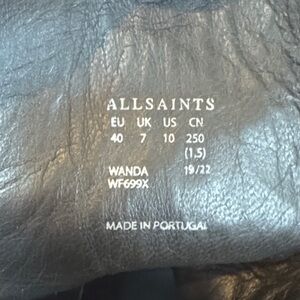 ALLSAINTS
EU UK US CN
40 7 10 250
(1,5)
WANDA 19/22
WF699X
MADE IN PORTUGAL